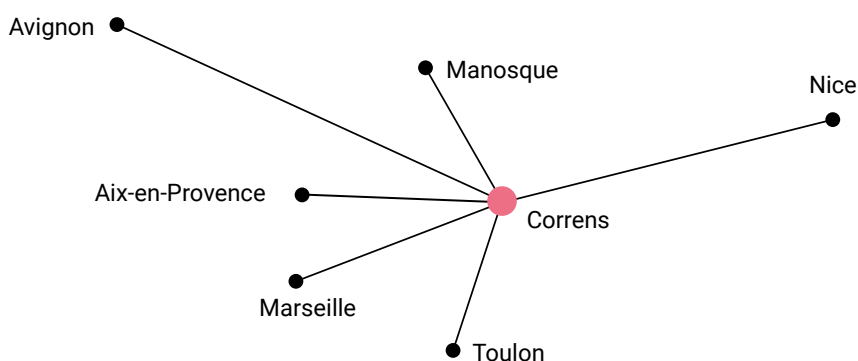 Avignon
Manosque
Nice
Aix-en-Provence
Correns
Marseille
Toulon